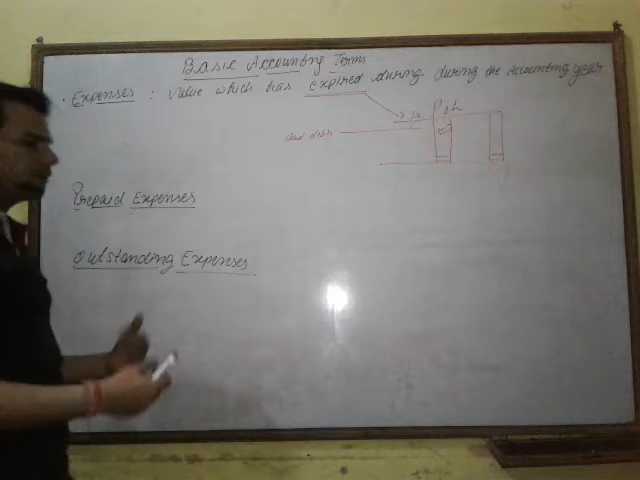 Basic Accounting Terms
· Expenses : Value which has expired during during the Accounting year
P & L
Prepaid Expenses
Outstanding Expenses